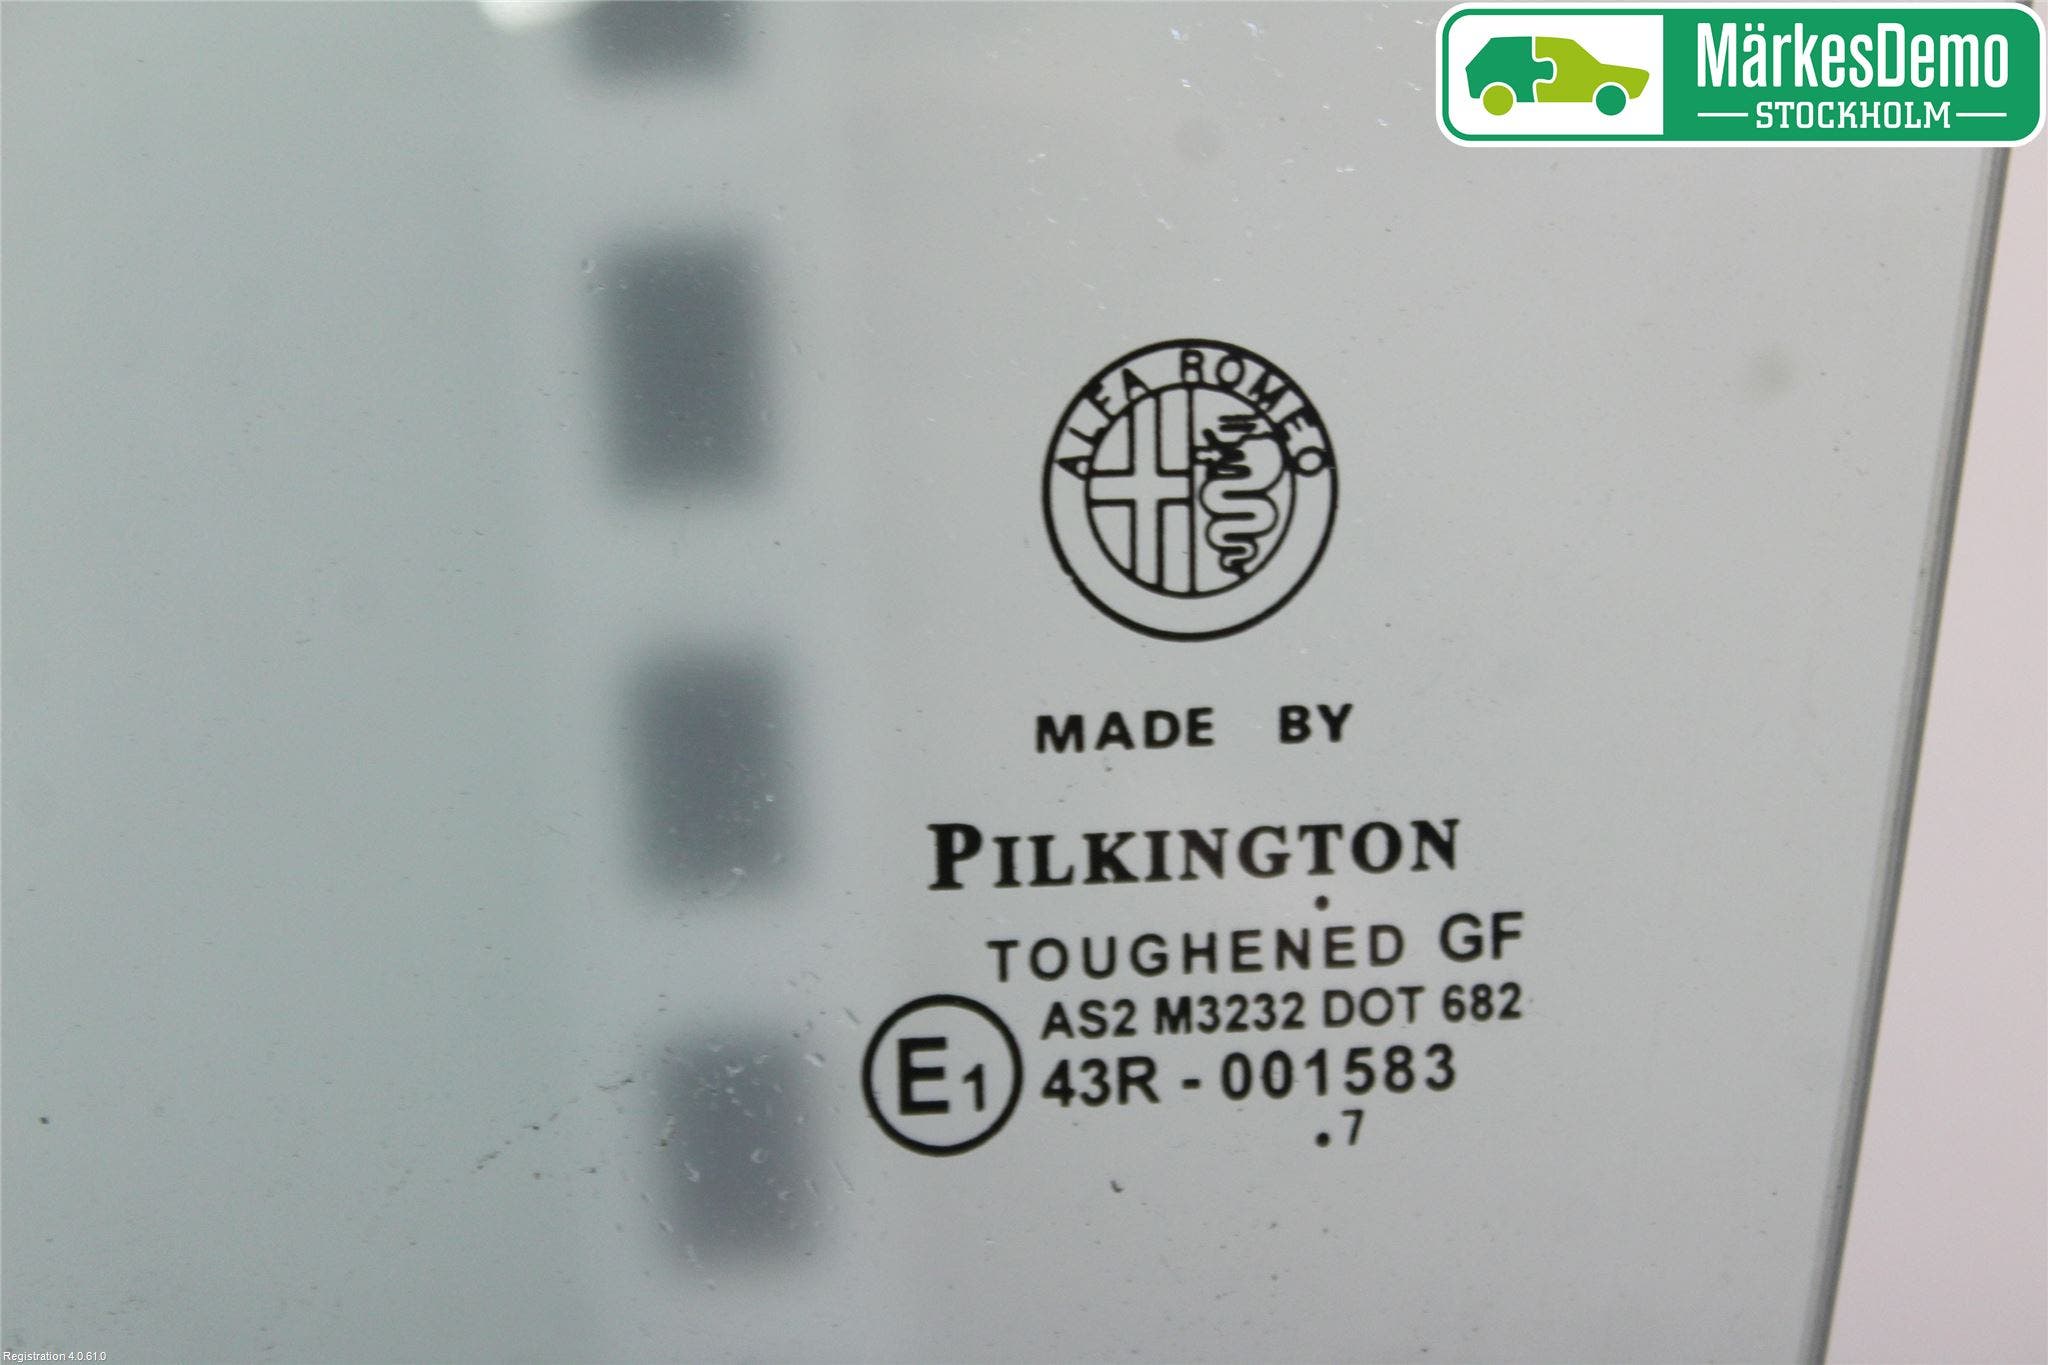 MärkesDemo
STOCKHOLM
ALFA ROMEO
MADE BY
PILKINGTON
TOUGHENED GF
AS2 M3232 DOT 682
E1 43R - 001583
.7
Registration 4.0.61.0